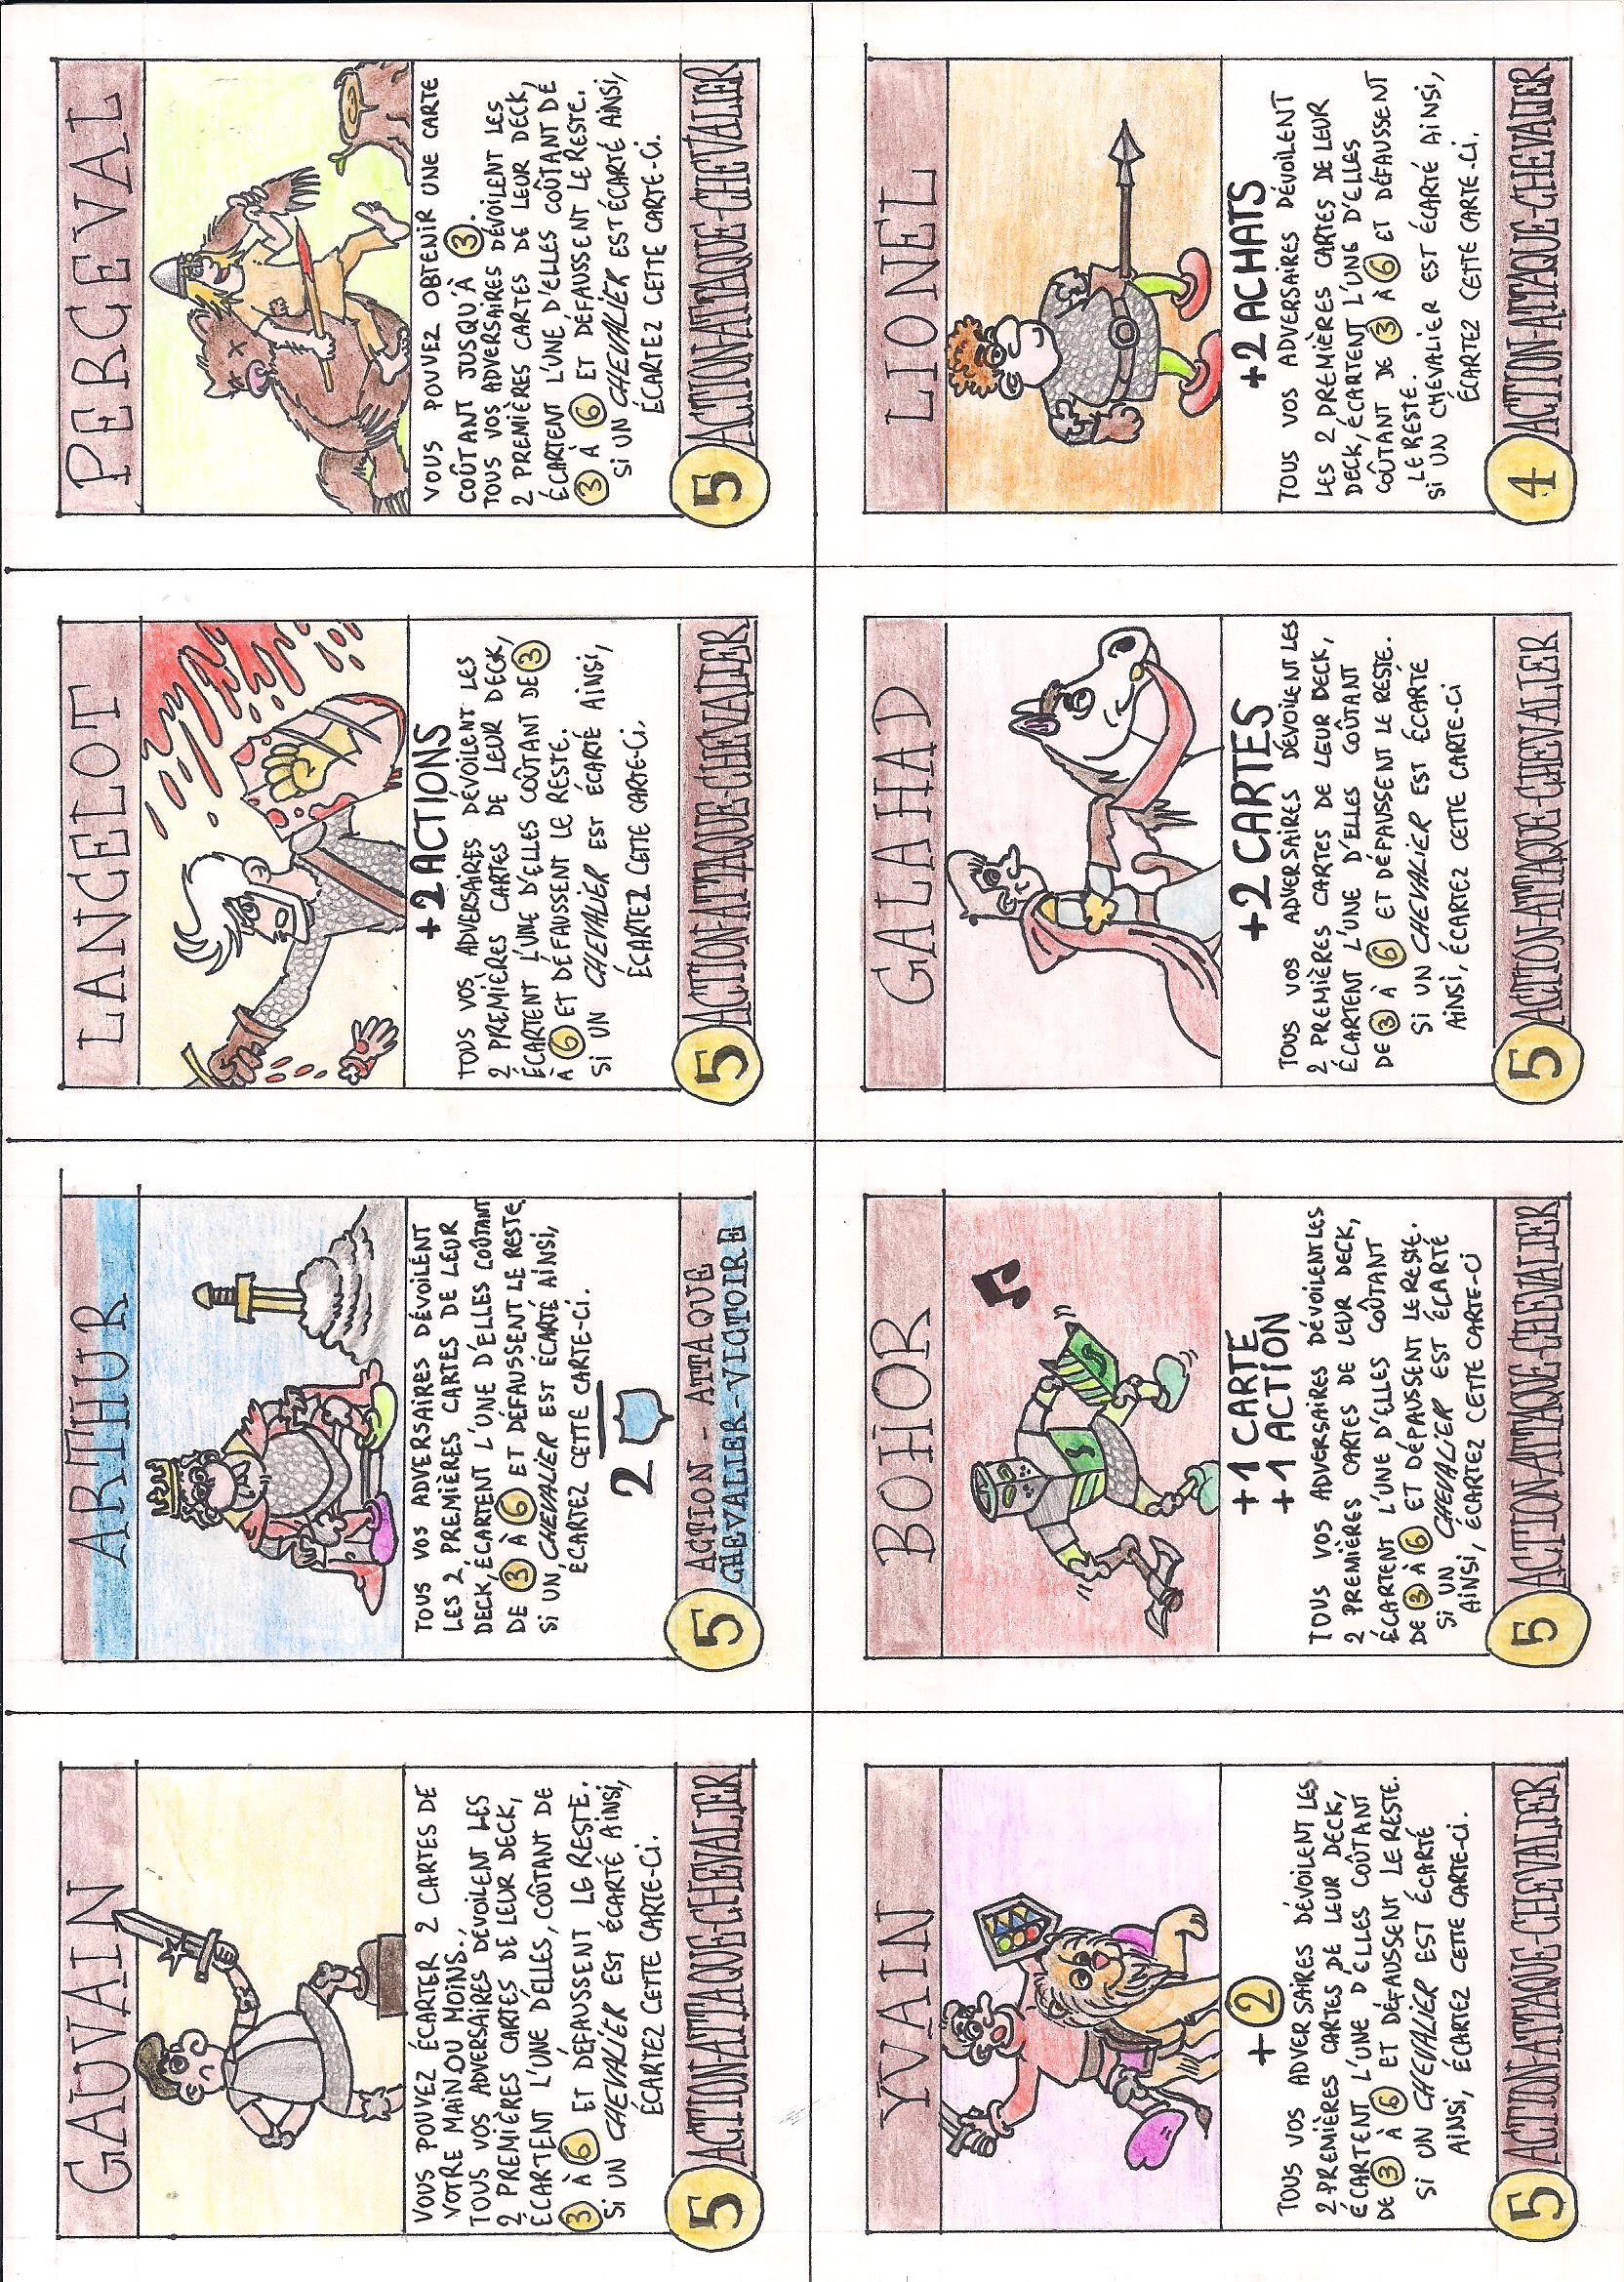 GAUVAIN
VOUS POUVEZ ÉCARTER 2 CARTES DE
VOTRE MAIN OU MOINS.
TOUS VOS ADVERSAIRES DÉVOILENT LES
2 PREMIÈRES CARTES DE LEUR DECK,
ÉCARTENT L'UNE D'ELLES, COÛTANT DE
3 À 6 ET DÉFAUSSENT LE RESTE.
SI UN CHEVALIER EST ÉCARTÉ AINSI,
ÉCARTEZ CETTE CARTE-CI.
5 ACTION-ATTAQUE-CHEVALIER
ARTHUR
TOUS VOS ADVERSAIRES DÉVOILENT
LES 2 PREMIÈRES CARTES DE LEUR
DECK, ÉCARTENT L'UNE D'ELLES COÛTANT
DE 3 À 6 ET DÉFAUSSENT LE RESTE
SI UN CHEVALIER EST ÉCARTÉ AINSI,
ÉCARTEZ CETTE CARTE-CI.
2
5 ACTION - ATTAQUE
CHEVALIER-VICTOIRE
LANCELOT
+2 ACTIONS
TOUS VOS ADVERSAIRES DÉVOILENT LES
2 PREMIÈRES CARTES DE LEUR DECK,
ÉCARTENT L'UNE D'ELLES COÛTANT DE 3
À 6 ET DÉFAUSSENT LE RESTE.
SI UN CHEVALIER EST ÉCARTÉ AINSI,
ÉCARTEZ CETTE CARTE-CI.
5 ACTION-ATTAQUE-CHEVALIER
PERCEVAL
VOUS POUVEZ OBTENIR UNE CARTE
COÛTANT JUSQU'À 3.
TOUS VOS ADVERSAIRES DÉVOILENT LES
2 PREMIÈRES CARTES DE LEUR DECK,
ÉCARTENT L'UNE D'ELLES COÛTANT DE
3 À 6 ET DÉFAUSSENT LE RESTE.
SI UN CHEVALIER EST ÉCARTÉ AINSI,
ÉCARTEZ CETTE CARTE-CI.
5 ACTION-ATTAQUE-CHEVALIER
YVAIN
+2
TOUS VOS ADVERSAIRES DÉVOILENT LES
2 PREMIÈRES CARTES DE LEUR DECK,
ÉCARTENT L'UNE D'ELLES COÛTANT
DE 3 À 6 ET DÉFAUSSENT LE RESTE.
SI UN CHEVALIER EST ÉCARTÉ
AINSI, ÉCARTEZ CETTE CARTE-CI.
5 ACTION-ATTAQUE-CHEVALIER
BOHOR
+1 CARTE
+1 ACTION
TOUS VOS ADVERSAIRES DÉVOILENT LES
2 PREMIÈRES CARTES DE LEUR DECK,
ÉCARTENT L'UNE D'ELLES COÛTANT
DE 3 À 6 ET DÉFAUSSENT LE RESTE.
SI UN CHEVALIER EST ÉCARTÉ
AINSI, ÉCARTEZ CETTE CARTE-CI
5 ACTION-ATTAQUE-CHEVALIER
GALAHAD
+2 CARTES
TOUS VOS ADVERSAIRES DÉVOILENT LES
2 PREMIÈRES CARTES DE LEUR DECK,
ÉCARTENT L'UNE D'ELLES COÛTANT
DE 3 À 6 ET DÉFAUSSENT LE RESTE.
SI UN CHEVALIER EST ÉCARTÉ
AINSI, ÉCARTEZ CETTE CARTE-CI
5 ACTION-ATTAQUE-CHEVALIER
LIONEL
+2 ACHATS
TOUS VOS ADVERSAIRES DÉVOILENT
LES 2 PREMIÈRES CARTES DE LEUR
DECK, ÉCARTENT L'UNE D'ELLES
COÛTANT DE 3 À 6 ET DÉFAUSSENT
LE RESTE.
SI UN CHEVALIER EST ÉCARTÉ AINSI,
ÉCARTEZ CETTE CARTE-CI.
4 ACTION-ATTAQUE-CHEVALIER